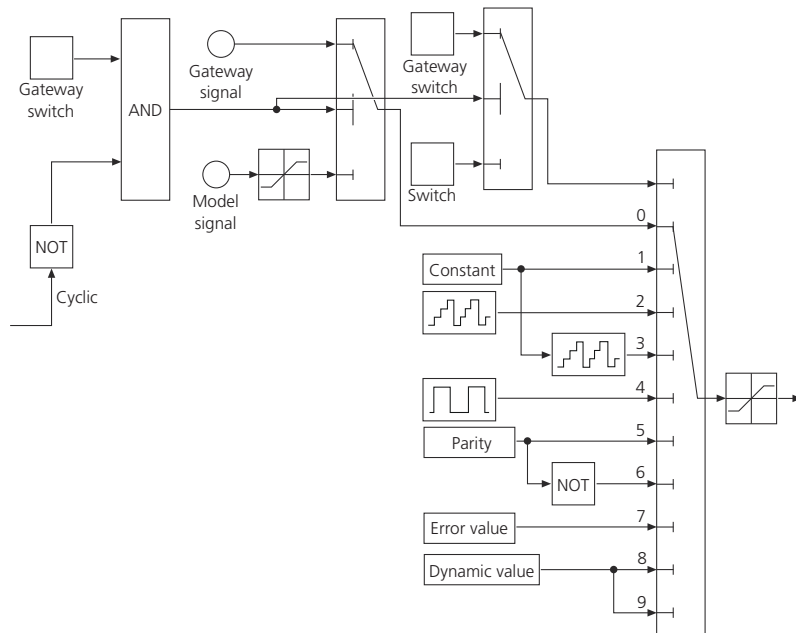 Gateway
switch
AND
NOT
Cyclic
Gateway
signal
Model
signal
Gateway
switch
Switch
0
Constant
1
2
3
4
Parity
5
NOT
6
Error value
7
Dynamic value
8
9